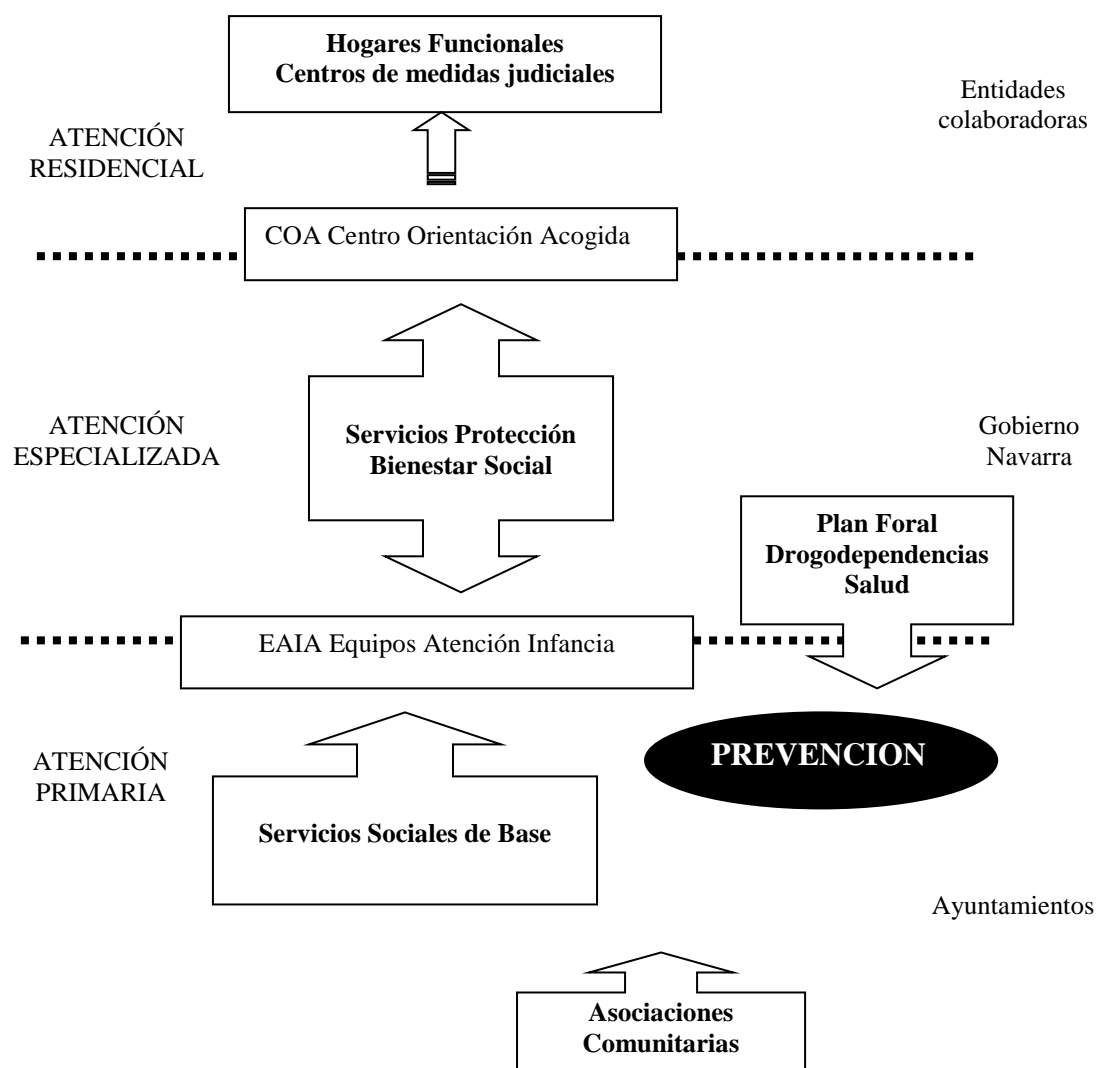 Hogares Funcionales
Centros de medidas judiciales
Entidades
colaboradoras
ATENCIÓN
RESIDENCIAL
COA Centro Orientación Acogida
ATENCIÓN
ESPECIALIZADA
Servicios Protección
Bienestar Social
Gobierno
Navarra
Plan Foral
Drogodependencias
Salud
EAIA Equipos Atención Infancia
PREVENCION
ATENCIÓN
PRIMARIA
Servicios Sociales de Base
Ayuntamientos
Asociaciones
Comunitarias